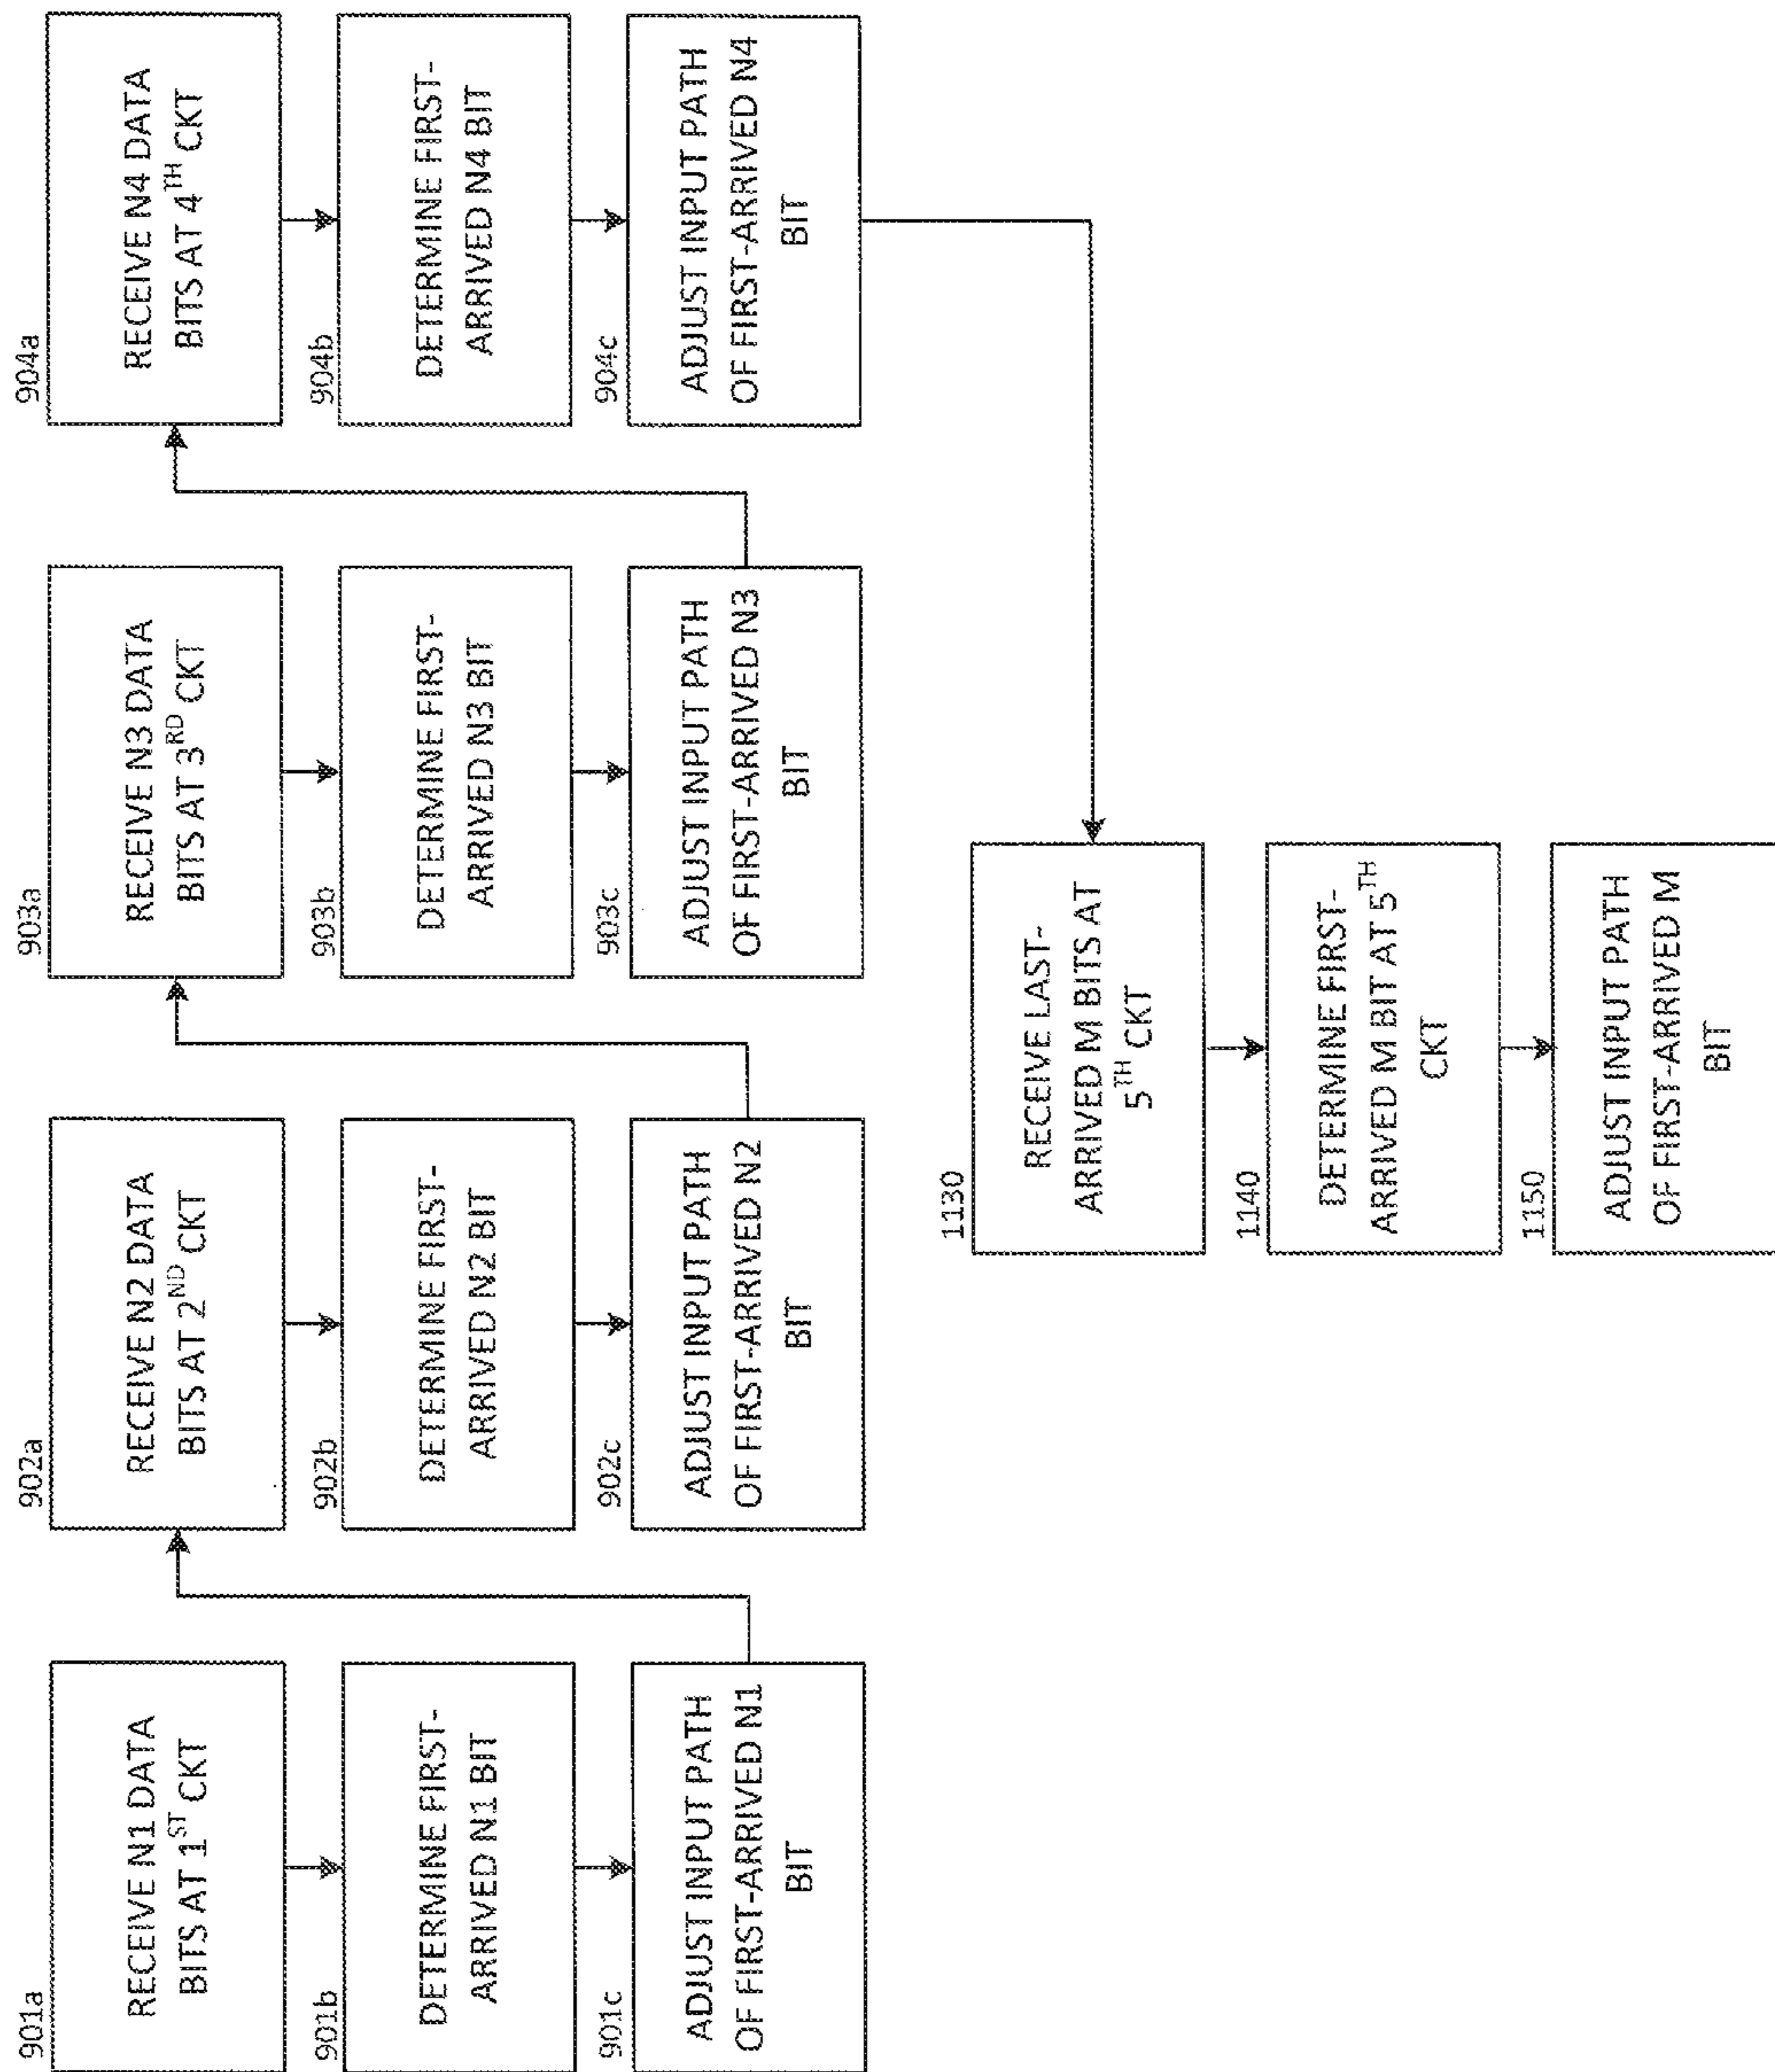 901a
RECEIVE N1 DATA
BITS AT 1ST CKT
901b
DETERMINE FIRST-
ARRIVED N1 BIT
901c
ADJUST INPUT PATH
OF FIRST-ARRIVED N1
BIT
902a
RECEIVE N2 DATA
BITS AT 2ND CKT
902b
DETERMINE FIRST-
ARRIVED N2 BIT
902c
ADJUST INPUT PATH
OF FIRST-ARRIVED N2
BIT
903a
RECEIVE N3 DATA
BITS AT 3RD CKT
903b
DETERMINE FIRST-
ARRIVED N3 BIT
903c
ADJUST INPUT PATH
OF FIRST-ARRIVED N3
BIT
904a
RECEIVE N4 DATA
BITS AT 4TH CKT
904b
DETERMINE FIRST-
ARRIVED N4 BIT
904c
ADJUST INPUT PATH
OF FIRST-ARRIVED N4
BIT
1130
RECEIVE LAST-
ARRIVED M BITS AT
5TH CKT
1140
DETERMINE FIRST-
ARRIVED M BIT AT 5TH
CKT
1150
ADJUST INPUT PATH
OF FIRST-ARRIVED M
BIT